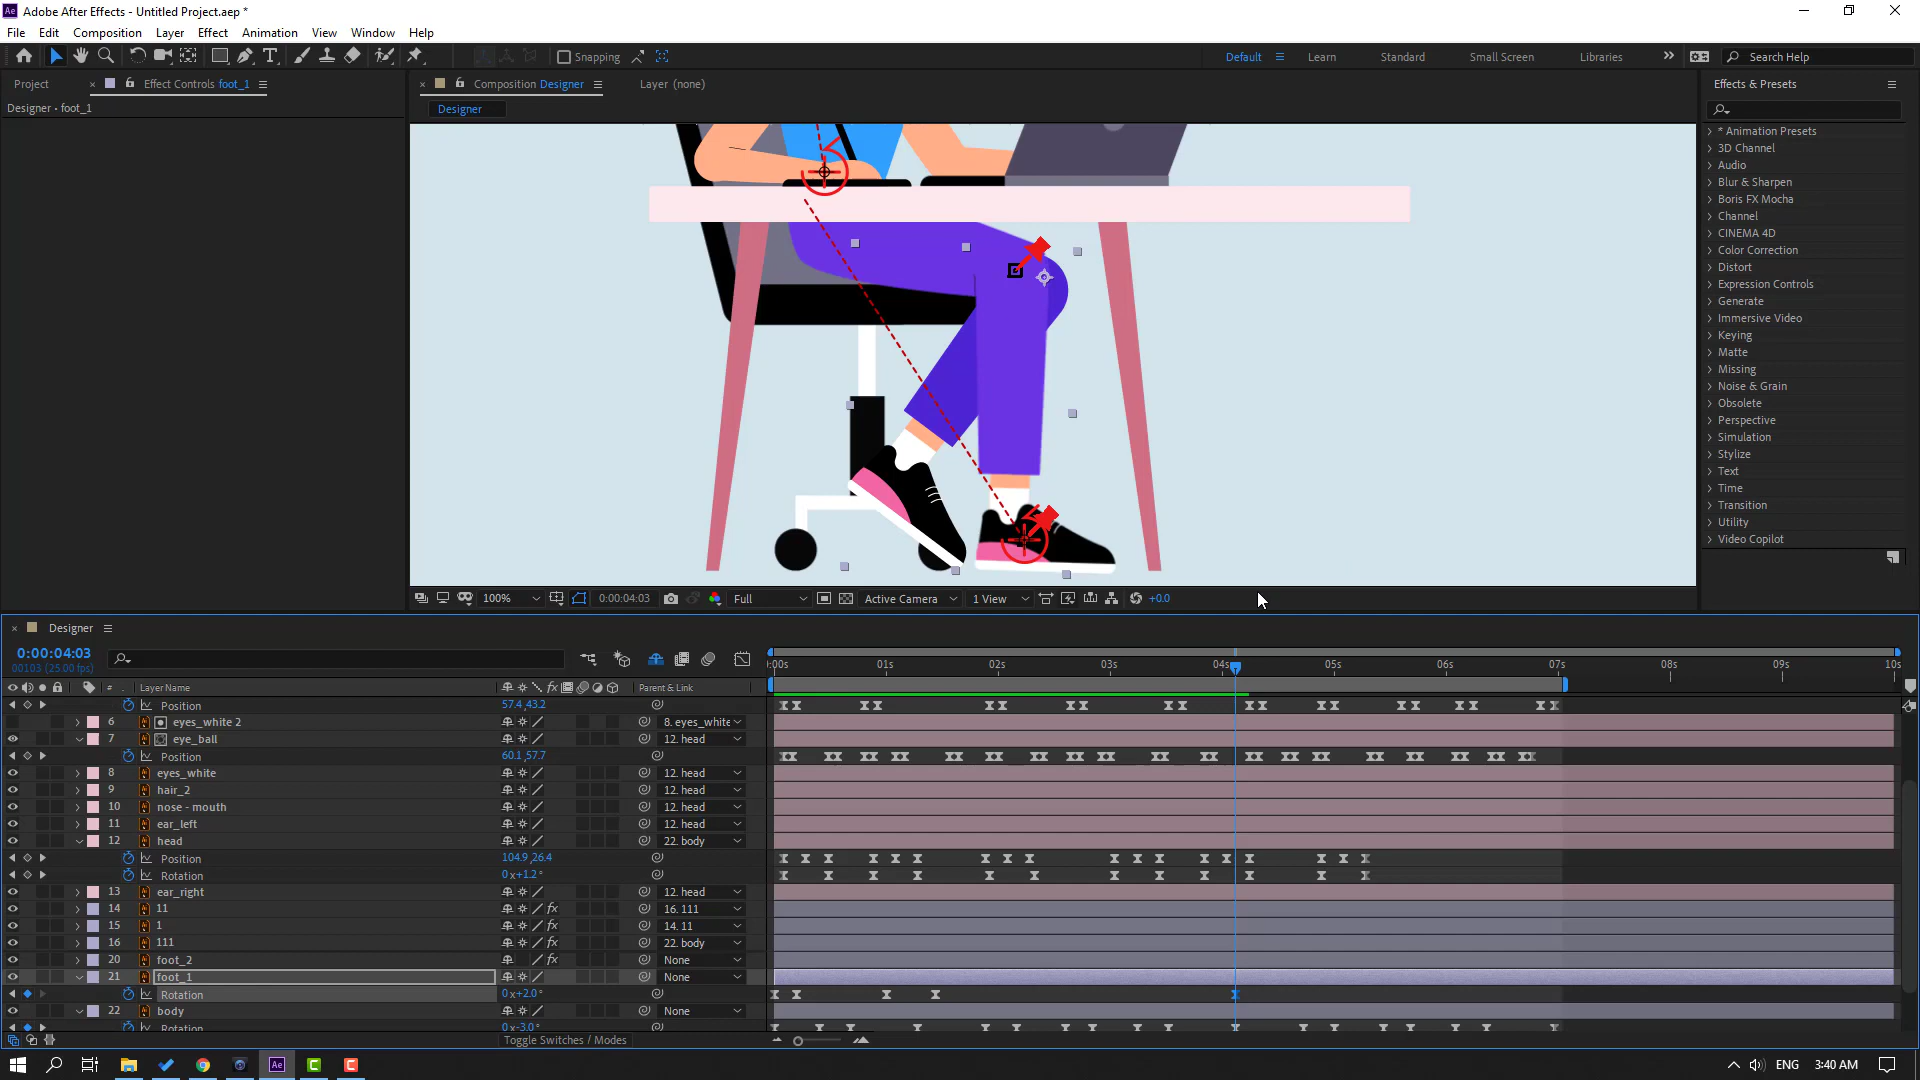 Adobe After Effects - Untitled Project.aep *
File Edit Composition Layer Effect Animation View Window Help
Snapping
Default Learn Standard Small Screen Libraries Search Help
Project Effect Controls foot_1
Designer • foot_1
Composition Designer Layer (none)
Designer
Effects & Presets
* Animation Presets
3D Channel
Audio
Blur & Sharpen
Boris FX Mocha
Channel
CINEMA 4D
Color Correction
Distort
Expression Controls
Generate
Immersive Video
Keying
Matte
Missing
Noise & Grain
Obsolete
Perspective
Simulation
Stylize
Text
Time
Transition
Utility
Video Copilot
100% 0:00:04:03 Full Active Camera 1 View +0.0
Designer
0:00:04:03
00103 (25.00 fps)
:00s 01s 02s 03s 04s 05s 06s 07s 08s 09s 10s
# Layer Name Parent & Link
Position 57.4,43.2
6 eyes_white 2 8. eyes_white
7 eye_ball 12. head
Position 60.1,57.7
8 eyes_white 12. head
9 hair_2 12. head
10 nose - mouth 12. head
11 ear_left 12. head
12 head 22. body
Position 104.9,26.4
Rotation 0x+1.2°
13 ear_right 12. head
14 11 16. 111
15 1 14. 11
16 111 22. body
20 foot_2 None
21 foot_1 None
Rotation 0x+2.0°
22 body None
Rotation 0x-3.0°
Toggle Switches / Modes
Ae ENG 3:40 AM